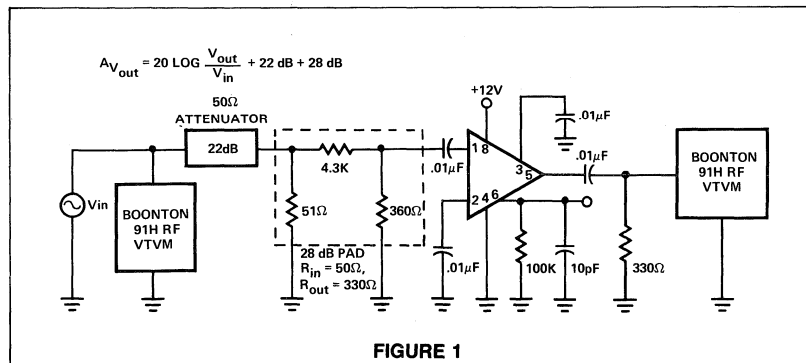 A_Vout = 20 LOG V_out/V_in + 22 dB + 28 dB
50Ω
ATTENUATOR
22dB
Vin
BOONTON
91H RF
VTVM
4.3K
51Ω
360Ω
28 dB PAD
R_in = 50Ω,
R_out = 330Ω
.01μF
.01μF
+12V
1 8
2 4 6
3 5
.01μF
.01μF
100K
10pF
330Ω
BOONTON
91H RF
VTVM
FIGURE 1